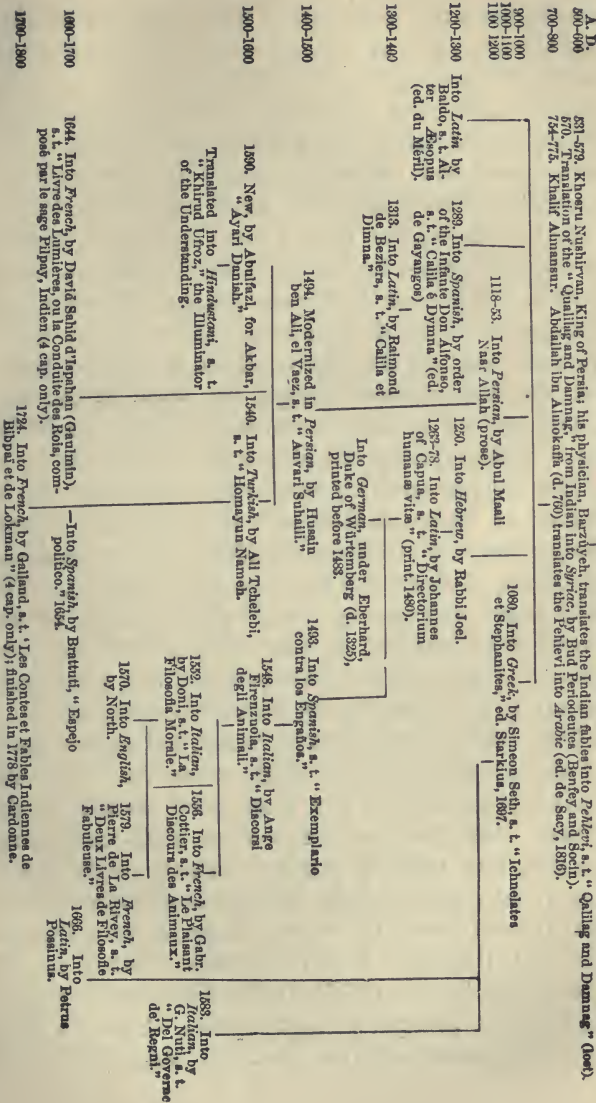 A. D.
500-600
700-800
900-1000
1000-1100
1100 1200
1200-1300
1300-1400
1400-1500
1500-1600
1600-1700
1700-1800
531-579. Khosru Nushirvan, King of Persia; his physician, Barzûyeh, translates the Indian fables into Pehlevi, s. t. "Qalilag and Damnag" (lost).
570. Translation of the "Qualilag and Damnag," from Indian into Syriac, by Bud Periodentes (Benfey and Socin).
754-775. Khalif Almansur. Abdallah ibn Almokaffa (d. 760) translates the Pehlevi into Arabic (ed. de Sacy, 1816).
1080. Into Greek, by Simeon Seth, s. t. "Ichnelates
et Stephanites," ed. Starkius, 1697.
1118-53. Into Persian, by Abul Maali
Nasr Allah (prose).
Into Latin by
Baldo, s. t. Al-
ter Æsopus
(ed. du Méril).
1289. Into Spanish, by order
of the Infante Don Alfonso,
s. t. "Calila é Dymna" (ed.
de Gayangos)
1250. Into Hebrew, by Rabbi Joel.
1267-78. Into Latin, by Johannes
of Capua, s. t. "Directorium
humanæ vitæ" (print. 1480).
1313. Into Latin, by Raimond
de Beziers, s. t. "Calila et
Dimna."
Into German, under Eberhard,
Duke of Würtemberg (d. 1325),
printed before 1483.
1494. Modernized in Persian, by Husain
ben Ali, el Vaez, s. t. "Anvari Suhaili."
1493. Into Spanish, s. t. "Exemplario
contra los Engaños."
1590. New, by Abulfazl, for Akbar,
"Ayari Danish."
Translated into Hindustani, s. t.
"Khirud Ufroz," the Illuminator
of the Understanding.
1540. Into Turkish, by Ali Tchelebi,
s. t. "Homayun Nameh.
1548. Into Italian, by Ange
Firenzuola, s. t. "Discorsi
degli Animali."
1552. Into Italian,
by Doni, s. t. "La
Filosofia Morale."
1556. Into French, by Gabr.
Cottier, s. t. "Le Plaisant
Discours des Animaux."
1570. Into English,
by North.
1579. Into French, by
Pierre de La Rivey, s. t.
"Deux Livres de Filosofie
Fabuleuse."
1583. Into
Italian, by
G. Nuti, s. t.
"Del Governe
de' Regni."
1644. Into French, by David Sahid d'Ispahan (Gaulmin),
s. t. "Livre des Lumières, ou la Conduite des Rois, com-
posé par le sage Pilpay, Indien (4 cap. only).
—Into Spanish, by Brattuti, "Espejo
politico." 1654.
1666. Into
Latin, by Petrus
Possinus.
1724. Into French, by Galland, s. t. 'Les Contes et Fables Indiennes de
Bibpaï et de Lokman" (4 cap. only); finished in 1778 by Cardonne.